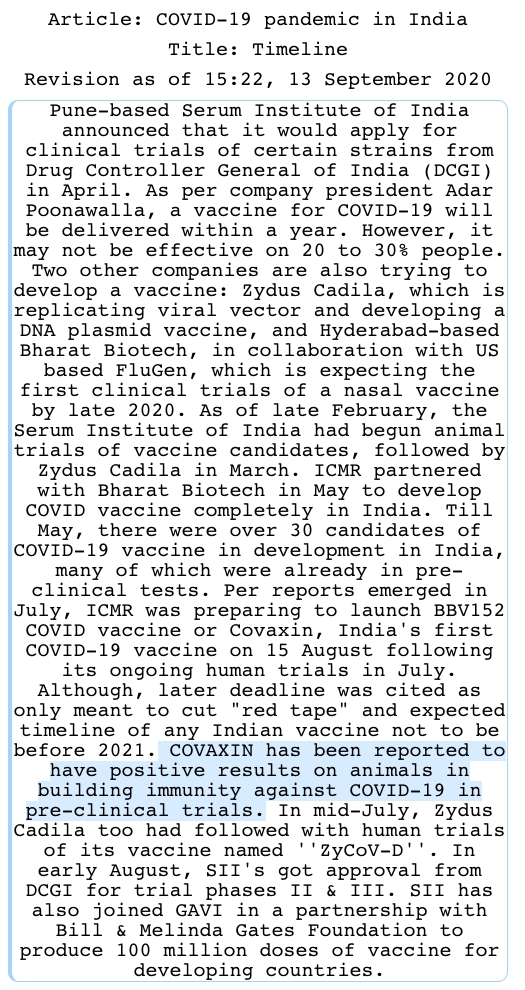 Article: COVID-19 pandemic in India
Title: Timeline
Revision as of 15:22, 13 September 2020
Pune-based Serum Institute of India
announced that it would apply for
clinical trials of certain strains from
Drug Controller General of India (DCGI)
in April. As per company president Adar
Poonawalla, a vaccine for COVID-19 will
be delivered within a year. However, it
may not be effective on 20 to 30% people.
Two other companies are also trying to
develop a vaccine: Zydus Cadila, which is
replicating viral vector and developing a
DNA plasmid vaccine, and Hyderabad-based
Bharat Biotech, in collaboration with US
based FluGen, which is expecting the
first clinical trials of a nasal vaccine
by late 2020. As of late February, the
Serum Institute of India had begun animal
trials of vaccine candidates, followed by
Zydus Cadila in March. ICMR partnered
with Bharat Biotech in May to develop
COVID vaccine completely in India. Till
May, there were over 30 candidates of
COVID-19 vaccine in development in India,
many of which were already in pre-
clinical tests. Per reports emerged in
July, ICMR was preparing to launch BBV152
COVID vaccine or Covaxin, India's first
COVID-19 vaccine on 15 August following
its ongoing human trials in July.
Although, later deadline was cited as
only meant to cut "red tape" and expected
timeline of any Indian vaccine not to be
before 2021. COVAXIN has been reported to
have positive results on animals in
building immunity against COVID-19 in
pre-clinical trials. In mid-July, Zydus
Cadila too had followed with human trials
of its vaccine named ''ZyCoV-D''. In
early August, SII's got approval from
DCGI for trial phases II & III. SII has
also joined GAVI in a partnership with
Bill & Melinda Gates Foundation to
produce 100 million doses of vaccine for
developing countries.